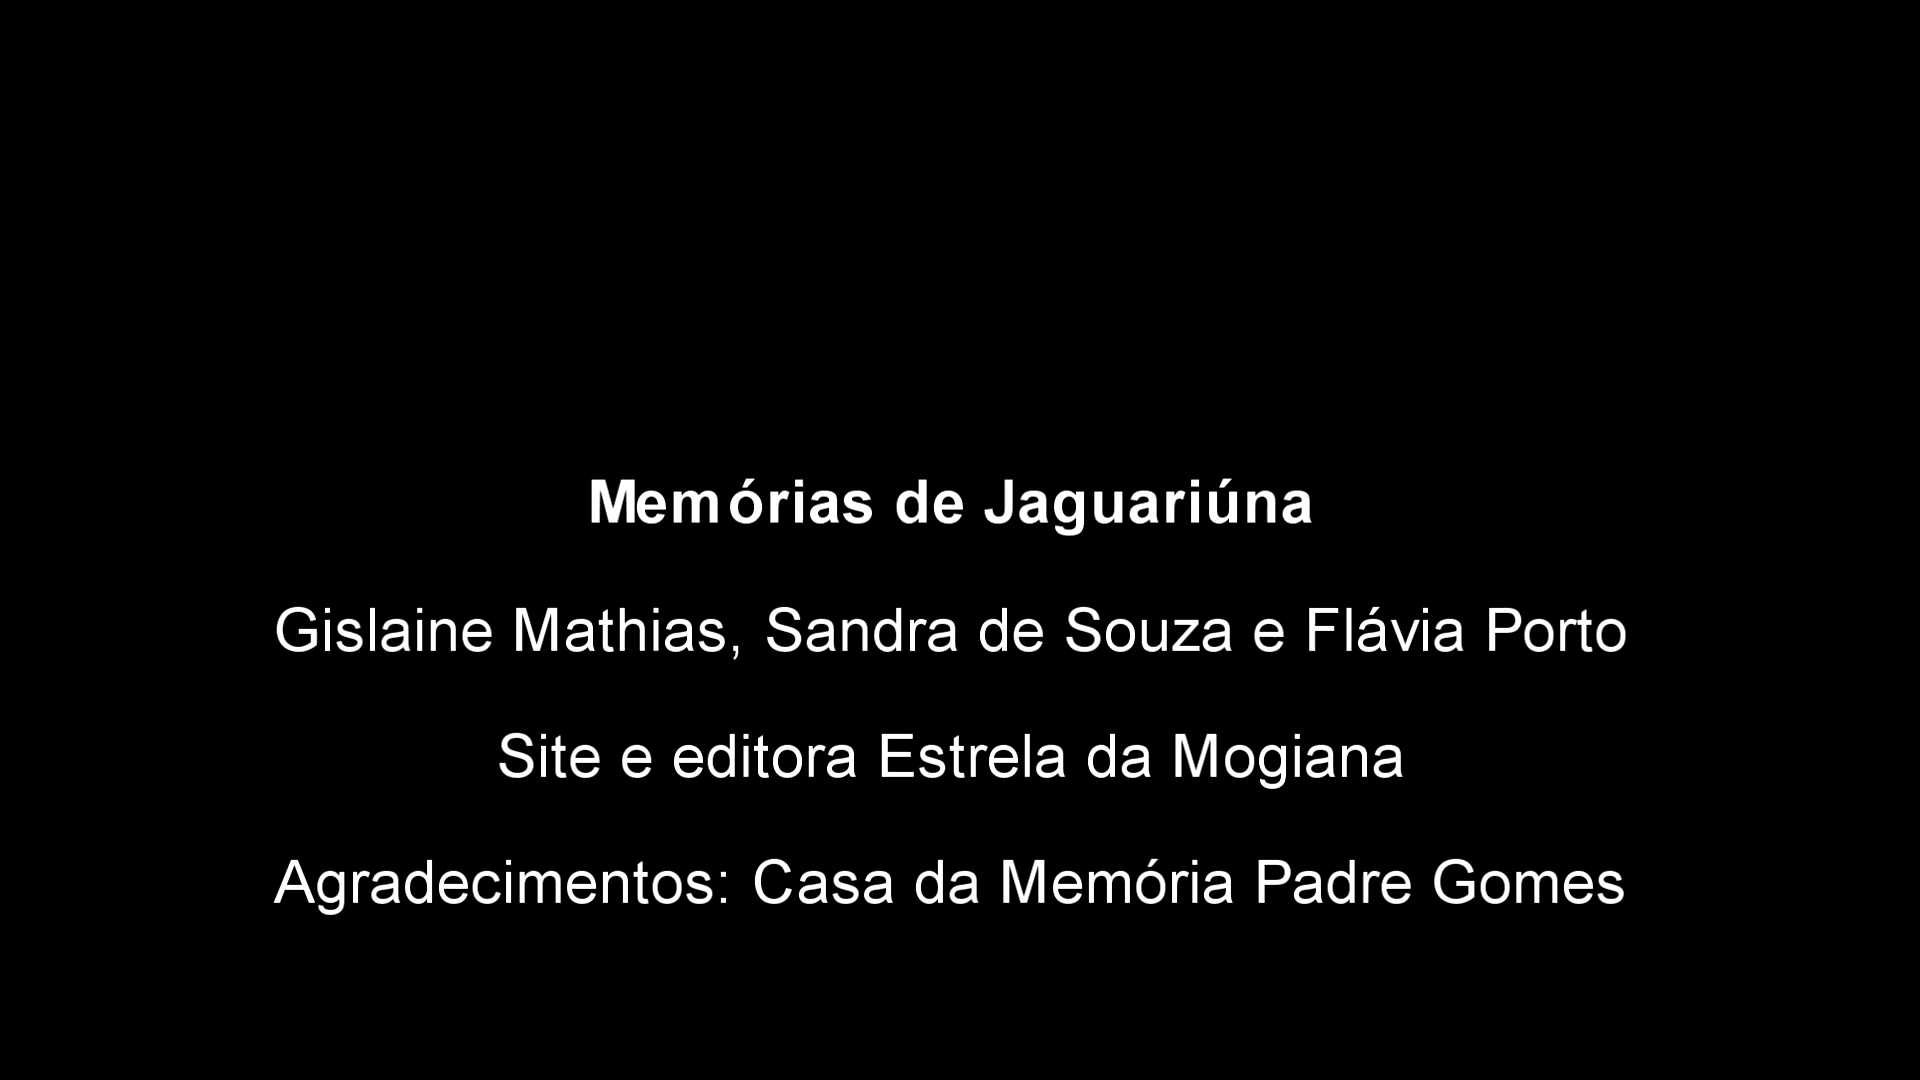 Memórias de Jaguariúna
Gislaine Mathias, Sandra de Souza e Flávia Porto
Site e editora Estrela da Mogiana
Agradecimentos: Casa da Memória Padre Gomes